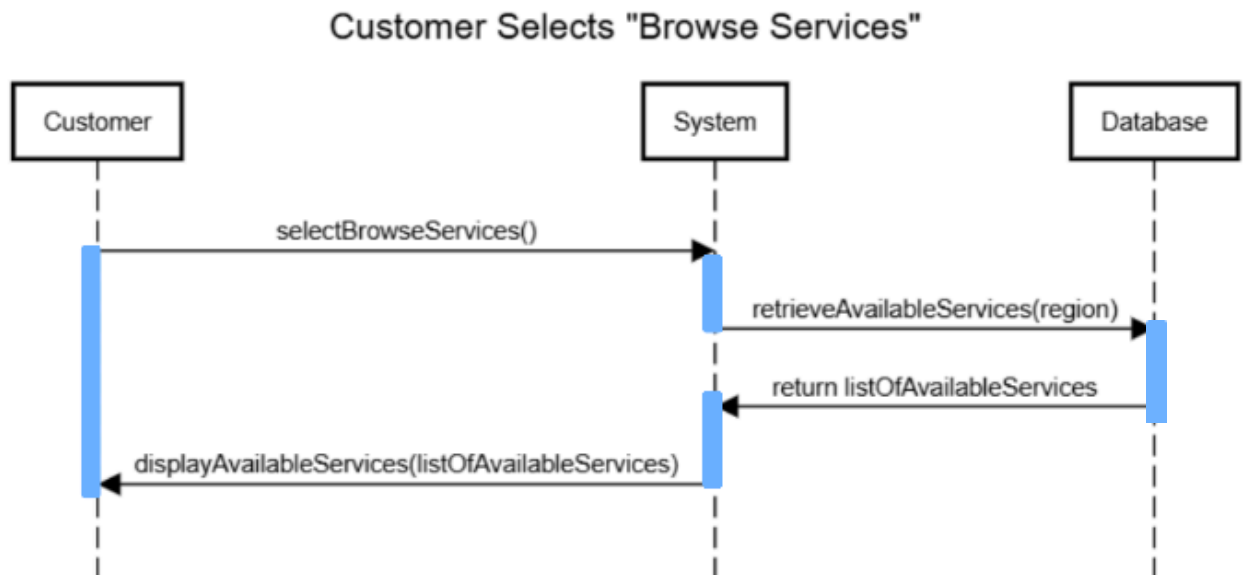 Customer Selects "Browse Services"
Customer
System
Database
selectBrowseServices()
retrieveAvailableServices(region)
return listOfAvailableServices
displayAvailableServices(listOfAvailableServices)